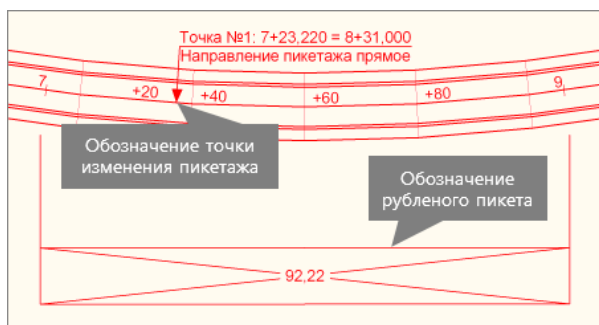 Точка №1: 7+23,220 = 8+31,000
Направление пикетажа прямое
7 +20 +40 +60 +80 9
Обозначение точки
изменения пикетажа
Обозначение
рубленого пикета
92,22